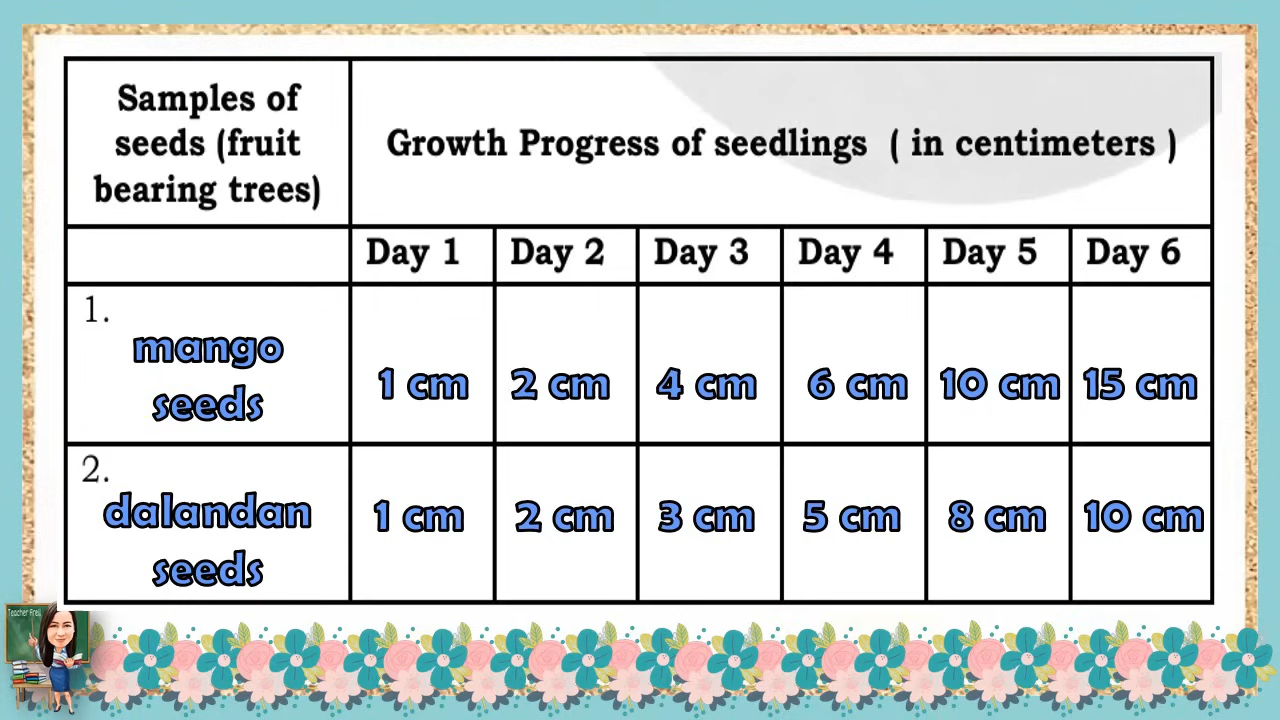 Samples of
seeds (fruit
bearing trees)
Growth Progress of seedlings ( in centimeters )
Day 1 Day 2 Day 3 Day 4 Day 5 Day 6
1.
mango
seeds
1 cm 2 cm 4 cm 6 cm 10 cm 15 cm
2.
dalandan
seeds
1 cm 2 cm 3 cm 5 cm 8 cm 10 cm
Teacher Arell